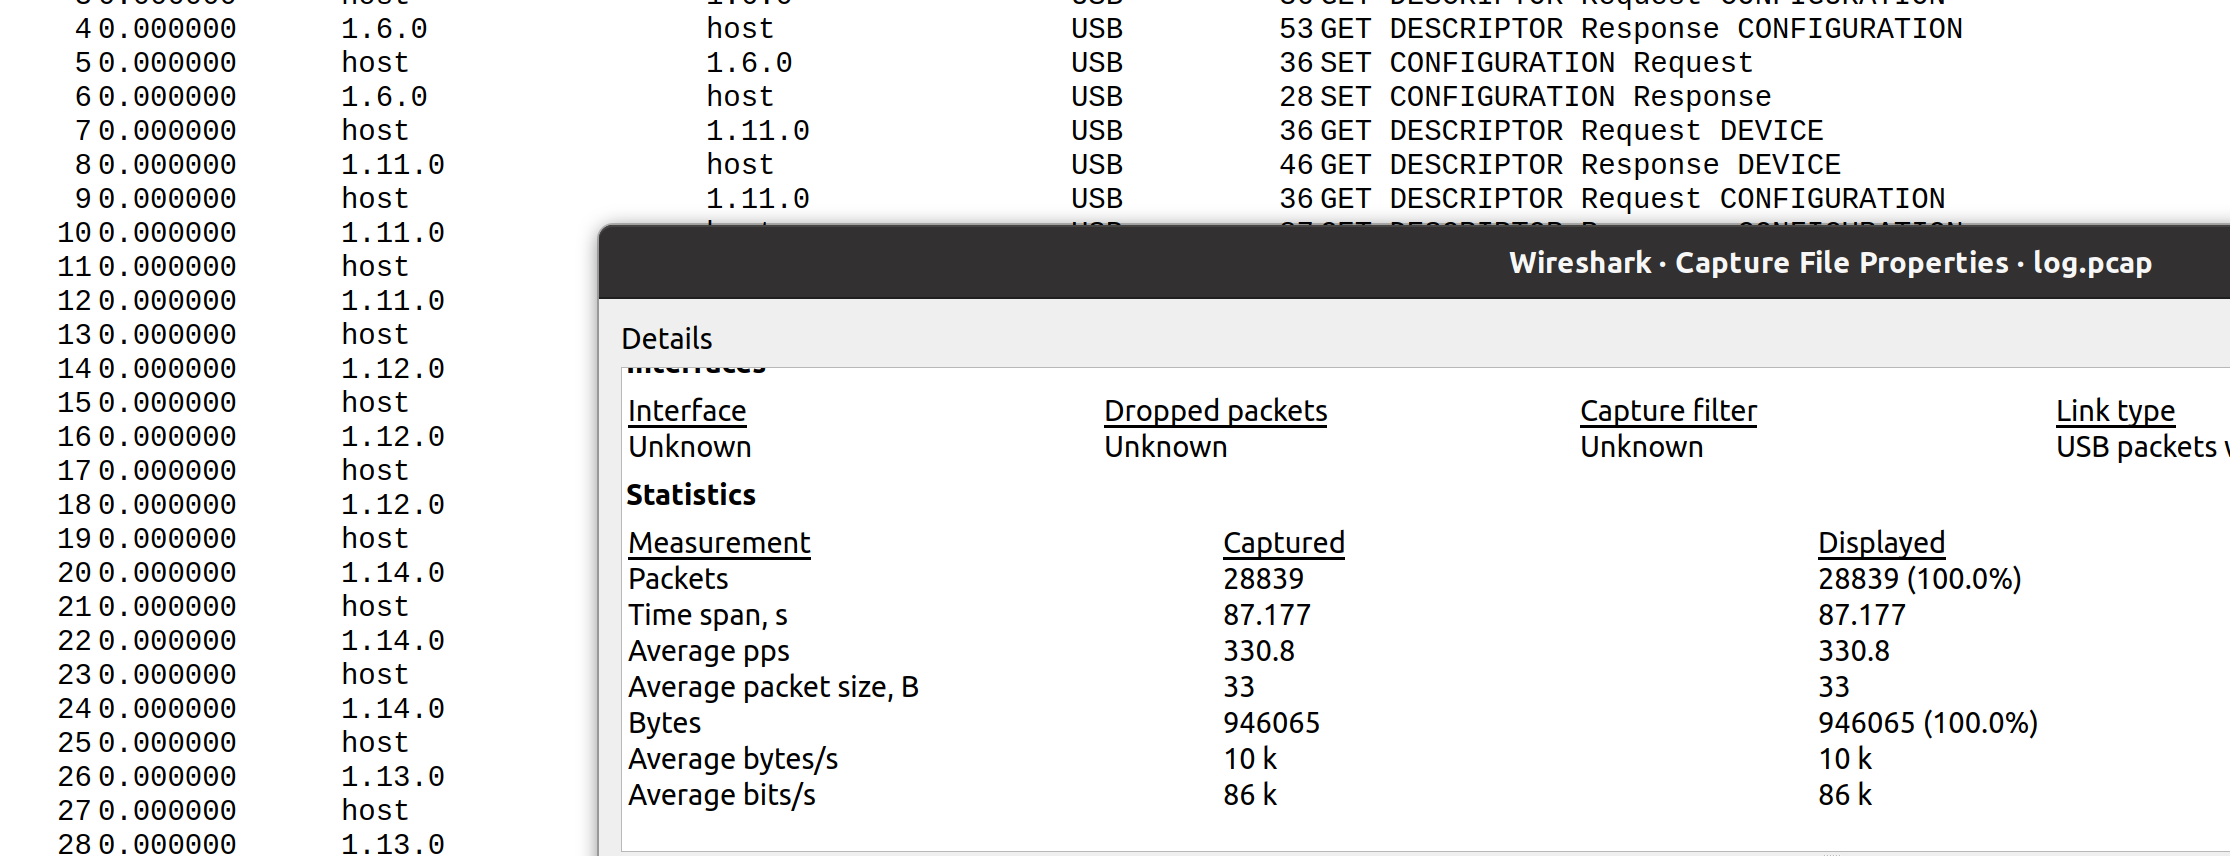 4 0.000000 1.6.0 host USB 53 GET DESCRIPTOR Response CONFIGURATION
5 0.000000 host 1.6.0 USB 36 SET CONFIGURATION Request
6 0.000000 1.6.0 host USB 28 SET CONFIGURATION Response
7 0.000000 host 1.11.0 USB 36 GET DESCRIPTOR Request DEVICE
8 0.000000 1.11.0 host USB 46 GET DESCRIPTOR Response DEVICE
9 0.000000 host 1.11.0 USB 36 GET DESCRIPTOR Request CONFIGURATION
10 0.000000 1.11.0
11 0.000000 host
12 0.000000 1.11.0
13 0.000000 host
14 0.000000 1.12.0
15 0.000000 host
16 0.000000 1.12.0
17 0.000000 host
18 0.000000 1.12.0
19 0.000000 host
20 0.000000 1.14.0
21 0.000000 host
22 0.000000 1.14.0
23 0.000000 host
24 0.000000 1.14.0
25 0.000000 host
26 0.000000 1.13.0
27 0.000000 host
28 0.000000 1.13.0
Wireshark · Capture File Properties · log.pcap
Details
Interfaces
Interface Dropped packets Capture filter Link type
Unknown Unknown Unknown USB packets
Statistics
Measurement Captured Displayed
Packets 28839 28839 (100.0%)
Time span, s 87.177 87.177
Average pps 330.8 330.8
Average packet size, B 33 33
Bytes 946065 946065 (100.0%)
Average bytes/s 10 k 10 k
Average bits/s 86 k 86 k